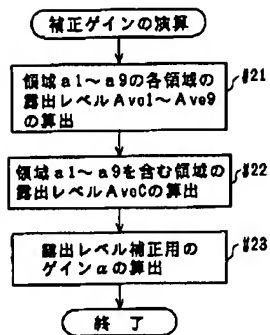 補正ゲインの演算
領域a1～a9の各領域の
露出レベルAve1～Ave9
の算出
#21
領域a1～a9を含む領域の
露出レベルAveCの算出
#22
露出レベル補正用の
ゲインαの算出
#23
終了